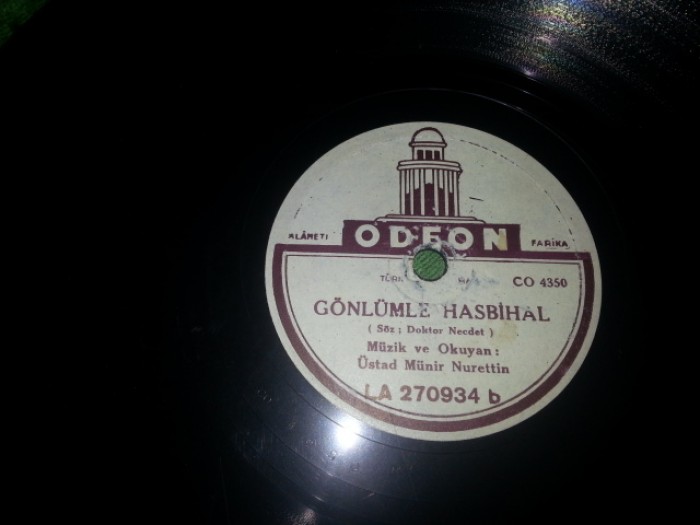 ALÂMETİ ODEON FARİKA
CO 4350
GÖNLÜMLE HASBİHAL
( Söz : Doktor Necdet )
Müzik ve Okuyan :
Üstad Münir Nurettin
LA 270934 b